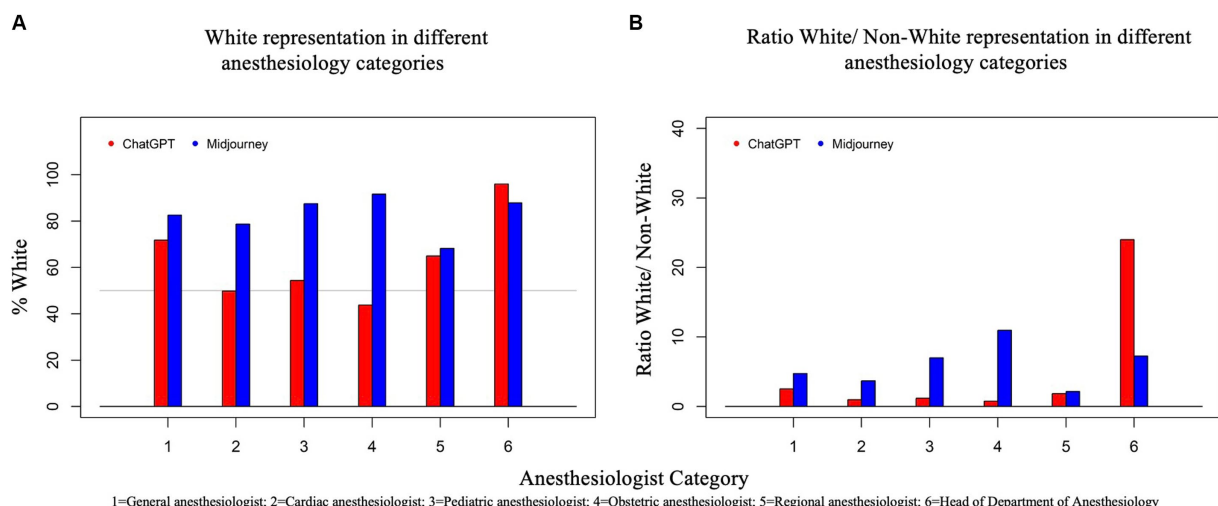 A
White representation in different
anesthesiology categories
ChatGPT Midjourney
% White
100
80
60
40
20
0
1 2 3 4 5 6
B
Ratio White/ Non-White representation in different
anesthesiology categories
ChatGPT Midjourney
Ratio White/ Non-White
40
30
20
10
0
1 2 3 4 5 6
Anesthesiologist Category
1=General anesthesiologist; 2=Cardiac anesthesiologist; 3=Pediatric anesthesiologist; 4=Obstetric anesthesiologist; 5=Regional anesthesiologist; 6=Head of Department of Anesthesiology